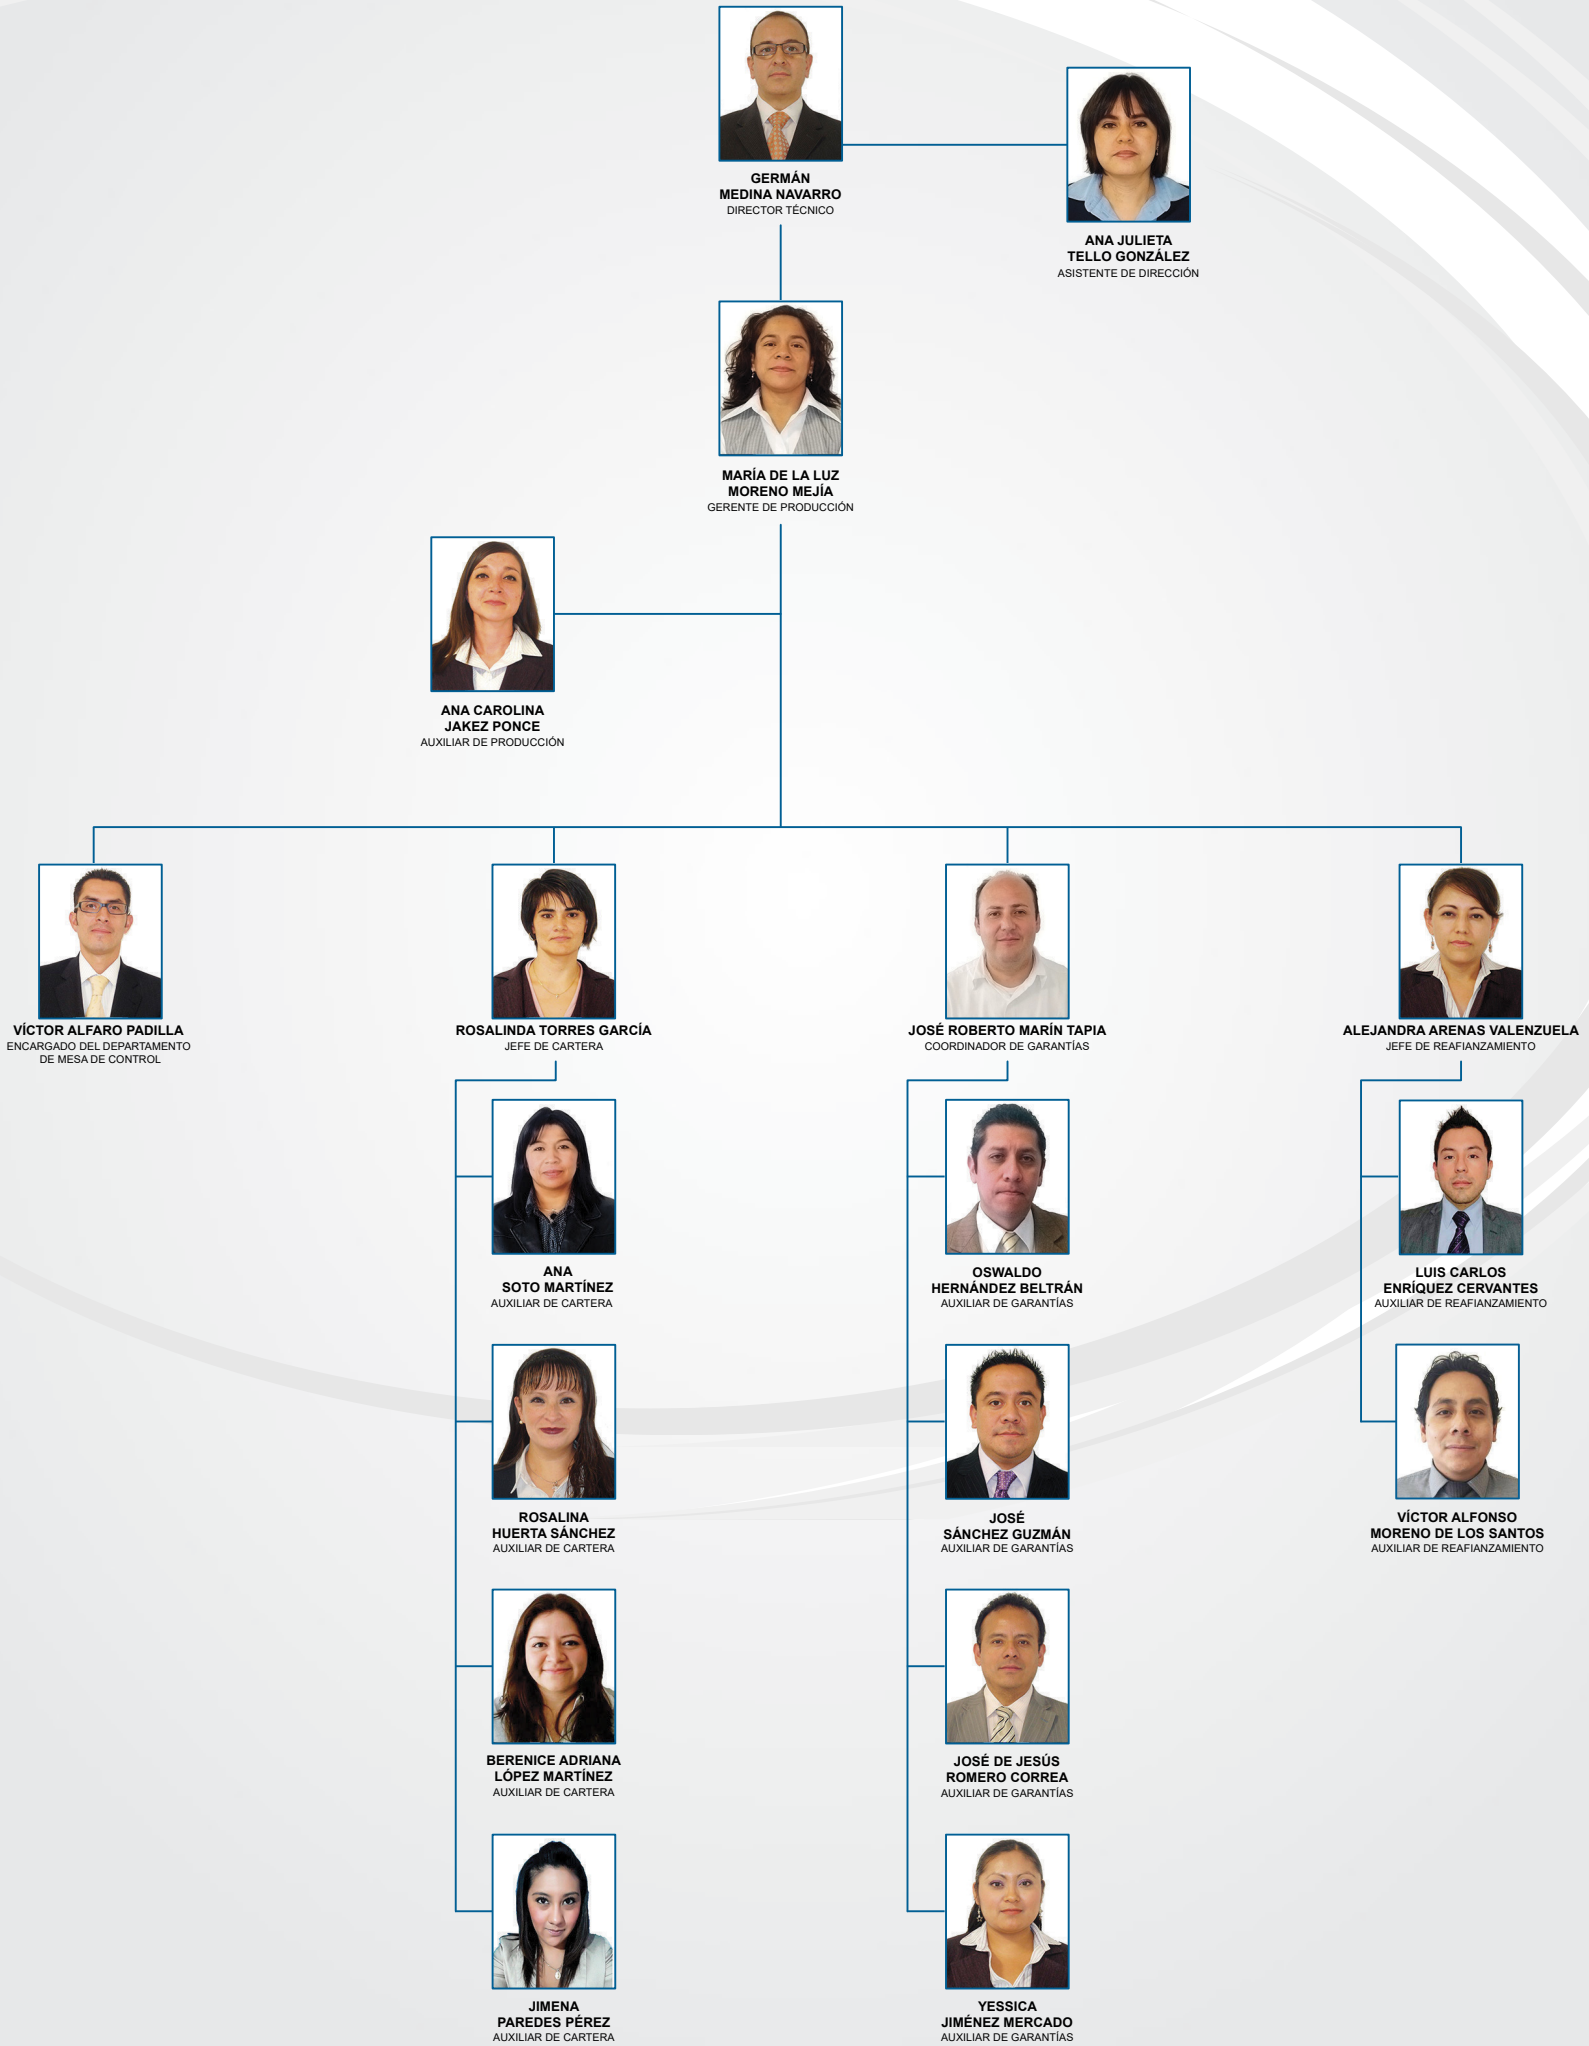 GERMÁN
MEDINA NAVARRO
DIRECTOR TÉCNICO
ANA JULIETA
TELLO GONZÁLEZ
ASISTENTE DE DIRECCIÓN
MARÍA DE LA LUZ
MORENO MEJÍA
GERENTE DE PRODUCCIÓN
ANA CAROLINA
JAKEZ PONCE
AUXILIAR DE PRODUCCIÓN
VÍCTOR ALFARO PADILLA
ENCARGADO DEL DEPARTAMENTO
DE MESA DE CONTROL
ROSALINDA TORRES GARCÍA
JEFE DE CARTERA
JOSÉ ROBERTO MARÍN TAPIA
COORDINADOR DE GARANTÍAS
ALEJANDRA ARENAS VALENZUELA
JEFE DE REAFIANZAMIENTO
ANA
SOTO MARTÍNEZ
AUXILIAR DE CARTERA
OSWALDO
HERNÁNDEZ BELTRÁN
AUXILIAR DE GARANTÍAS
LUIS CARLOS
ENRÍQUEZ CERVANTES
AUXILIAR DE REAFIANZAMIENTO
ROSALINA
HUERTA SÁNCHEZ
AUXILIAR DE CARTERA
JOSÉ
SÁNCHEZ GUZMÁN
AUXILIAR DE GARANTÍAS
VÍCTOR ALFONSO
MORENO DE LOS SANTOS
AUXILIAR DE REAFIANZAMIENTO
BERENICE ADRIANA
LÓPEZ MARTÍNEZ
AUXILIAR DE CARTERA
JOSÉ DE JESÚS
ROMERO CORREA
AUXILIAR DE GARANTÍAS
JIMENA
PAREDES PÉREZ
AUXILIAR DE CARTERA
YESSICA
JIMÉNEZ MERCADO
AUXILIAR DE GARANTÍAS